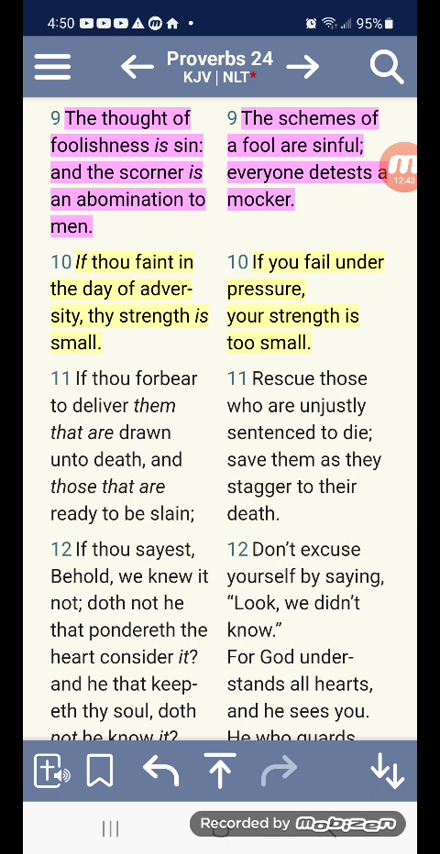 4:50
95%
Proverbs 24
KJV | NLT*
9 The thought of
foolishness is sin:
and the scorner is
an abomination to
men.
10 If thou faint in
the day of adver-
sity, thy strength is
small.
11 If thou forbear
to deliver them
that are drawn
unto death, and
those that are
ready to be slain;
12 If thou sayest,
Behold, we knew it
not; doth not he
that pondereth the
heart consider it?
and he that keep-
eth thy soul, doth
not he know it?
9 The schemes of
a fool are sinful;
everyone detests a
mocker.
10 If you fail under
pressure,
your strength is
too small.
11 Rescue those
who are unjustly
sentenced to die;
save them as they
stagger to their
death.
12 Don’t excuse
yourself by saying,
“Look, we didn’t
know.”
For God under-
stands all hearts,
and he sees you.
He who guards
m
12:43
Recorded by mobizen